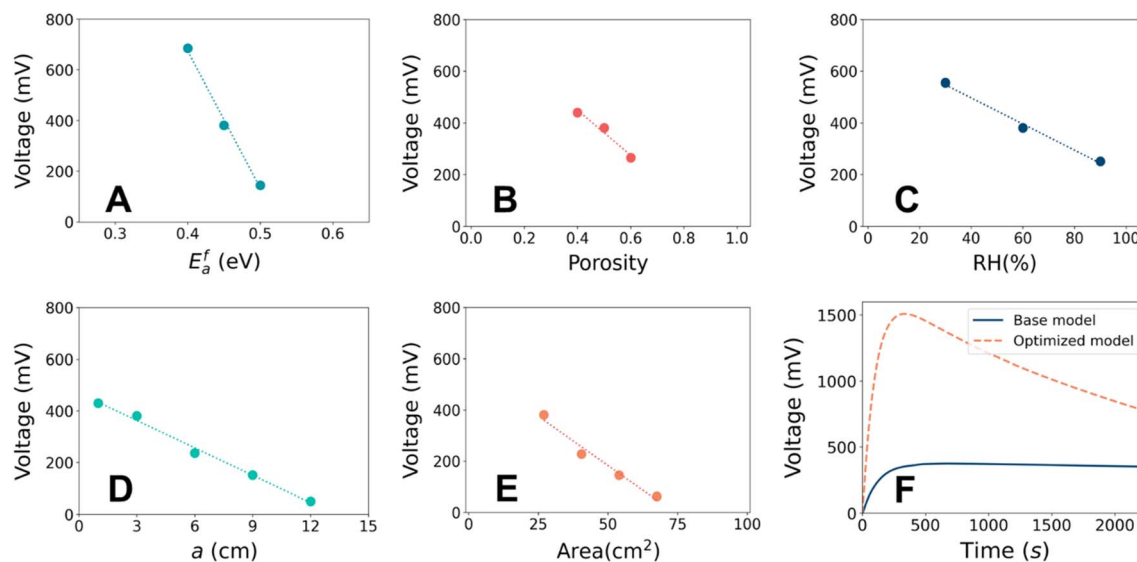 800
600
400
200
0
Voltage (mV)
A
0.3 0.4 0.5 0.6
E_a^f (eV)
800
600
400
200
0
Voltage (mV)
B
0.0 0.2 0.4 0.6 0.8 1.0
Porosity
800
600
400
200
0
Voltage (mV)
C
0 20 40 60 80 100
RH(%)
800
600
400
200
0
Voltage (mV)
D
0 3 6 9 12 15
a (cm)
800
600
400
200
0
Voltage (mV)
E
0 25 50 75 100
Area(cm²)
1500
1000
500
0
Voltage (mV)
Base model
Optimized model
F
0 500 1000 1500 2000
Time (s)